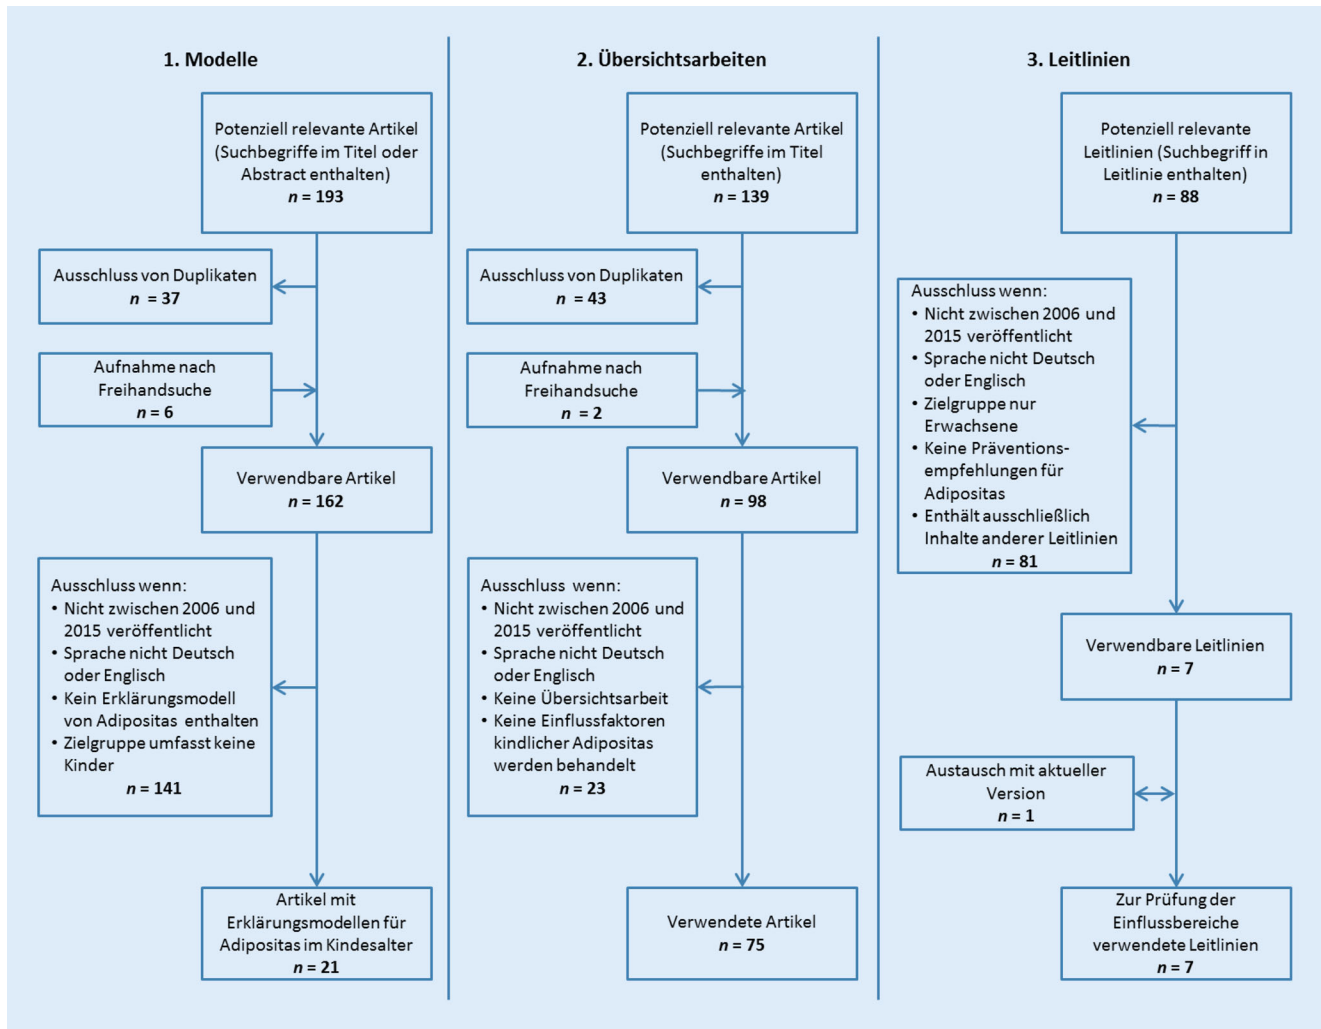 1. Modelle
Potenziell relevante Artikel
(Suchbegriffe im Titel oder
Abstract enthalten)
n = 193
Ausschluss von Duplikaten
n = 37
Aufnahme nach
Freihandsuche
n = 6
Verwendbare Artikel
n = 162
Ausschluss wenn:
• Nicht zwischen 2006 und
2015 veröffentlicht
• Sprache nicht Deutsch
oder Englisch
• Kein Erklärungsmodell
von Adipositas enthalten
• Zielgruppe umfasst keine
Kinder
n = 141
Artikel mit
Erklärungsmodellen für
Adipositas im Kindesalter
n = 21
2. Übersichtsarbeiten
Potenziell relevante Artikel
(Suchbegriffe im Titel
enthalten)
n = 139
Ausschluss von Duplikaten
n = 43
Aufnahme nach
Freihandsuche
n = 2
Verwendbare Artikel
n = 98
Ausschluss wenn:
• Nicht zwischen 2006 und
2015 veröffentlicht
• Sprache nicht Deutsch
oder Englisch
• Keine Übersichtsarbeit
• Keine Einflussfaktoren
kindlicher Adipositas
werden behandelt
n = 23
Verwendete Artikel
n = 75
3. Leitlinien
Potenziell relevante
Leitlinien (Suchbegriff in
Leitlinie enthalten)
n = 88
Ausschluss wenn:
• Nicht zwischen 2006 und
2015 veröffentlicht
• Sprache nicht Deutsch
oder Englisch
• Zielgruppe nur
Erwachsene
• Keine Präventions-
empfehlungen für
Adipositas
• Enthält ausschließlich
Inhalte anderer Leitlinien
n = 81
Verwendbare Leitlinien
n = 7
Austausch mit aktueller
Version
n = 1
Zur Prüfung der
Einflussbereiche
verwendete Leitlinien
n = 7